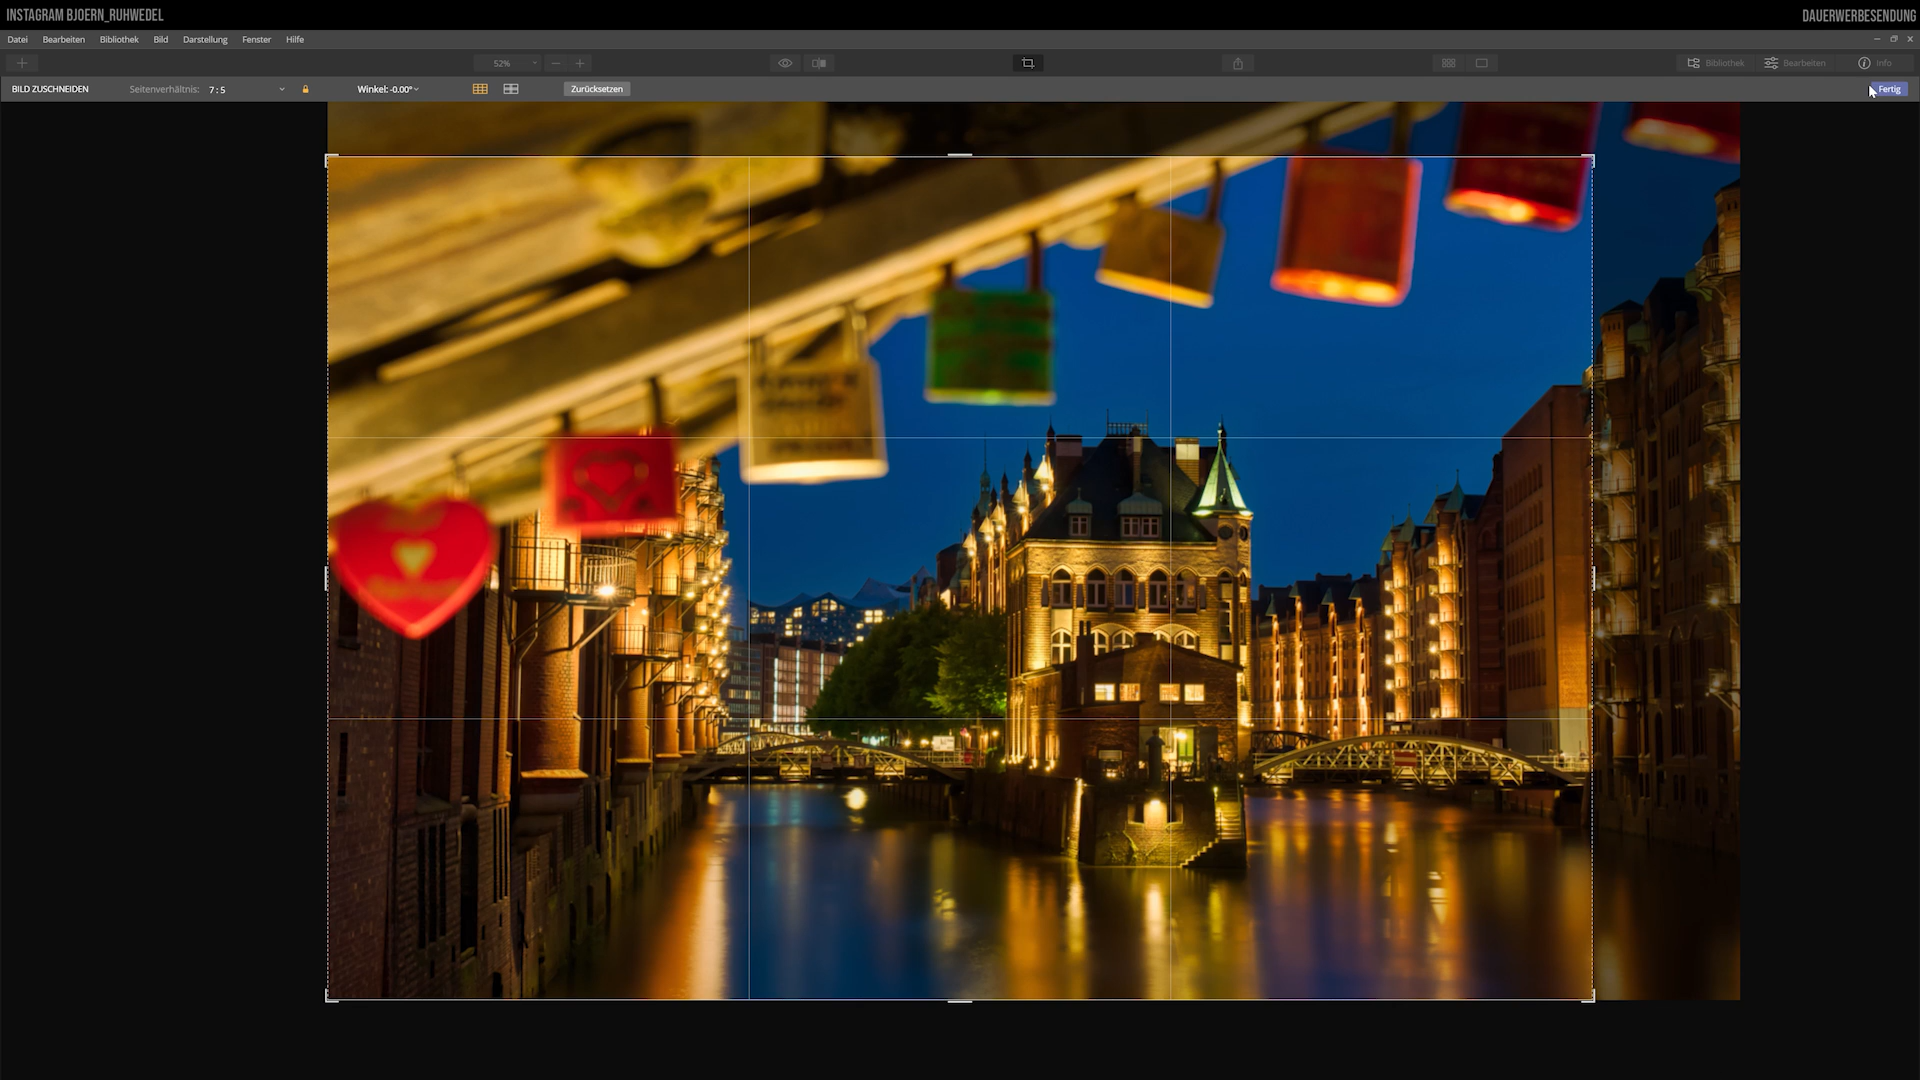 INSTAGRAM BJOERN_RUHWEDEL
DAUERWERBESENDUNG
Datei Bearbeiten Bibliothek Bild Darstellung Fenster Hilfe
52% Bibliothek Bearbeiten Info
BILD ZUSCHNEIDEN Seitenverhältnis: 7 : 5 Winkel: -0.00° Zurücksetzen Fertig